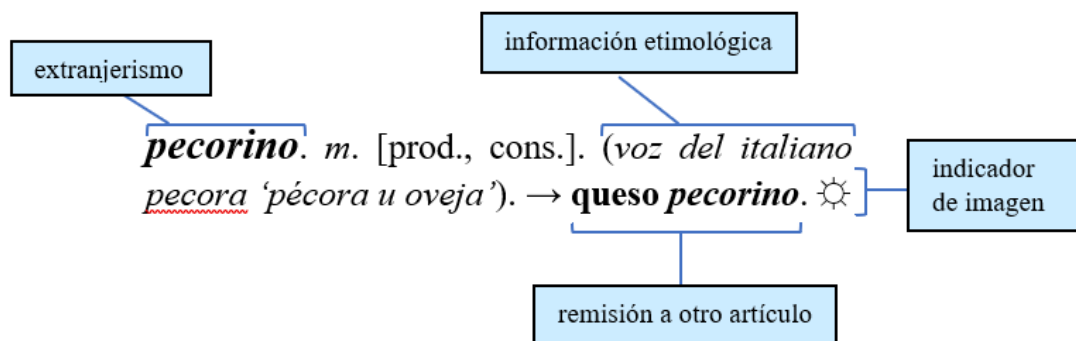 información etimológica
extranjerismo
pecorino. m. [prod., cons.]. (voz del italiano
pecora ‘pécora u oveja’). → queso pecorino. ☼
indicador
de imagen
remisión a otro artículo